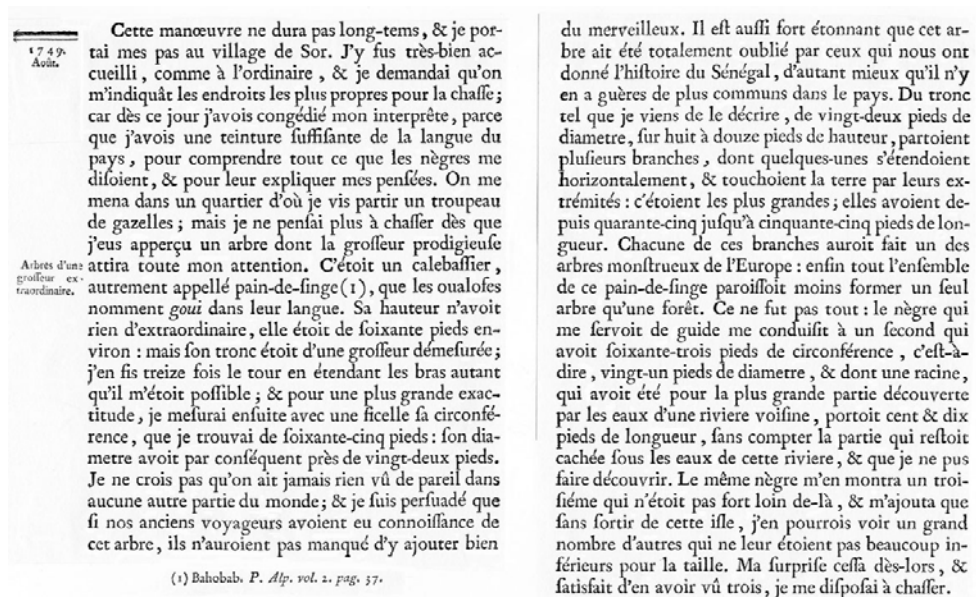 1749.
Août.
Cette manœuvre ne dura pas long-tems, & je por-
tai mes pas au village de Sor. J'y fus très-bien ac-
cueilli, comme à l'ordinaire, & je demandai qu'on
m'indiquât les endroits les plus propres pour la chaſſe;
car dès ce jour j'avois congédié mon interprête, parce
que j'avois une teinture ſuffiſante de la langue du
pays, pour comprendre tout ce que les nègres me
diſoient, & pour leur expliquer mes penſées. On me
mena dans un quartier d'où je vis partir un troupeau
de gazelles; mais je ne penſai plus à chaſſer dès que
j'eus apperçu un arbre dont la groſſeur prodigieuſe
Arbres d'une
groſſeur ex-
traordinaire.
attira toute mon attention. C'étoit un calebaſſier,
autrement appellé pain-de-ſinge(1), que les oualofes
nomment goui dans leur langue. Sa hauteur n'avoit
rien d'extraordinaire, elle étoit de ſoixante pieds en-
viron: mais ſon tronc étoit d'une groſſeur démeſurée;
j'en fis treize fois le tour en étendant les bras autant
qu'il m'étoit poſſible; & pour une plus grande exac-
titude, je meſurai enſuite avec une ficelle ſa circonfé-
rence, que je trouvai de ſoixante-cinq pieds: ſon dia-
metre avoit par conſéquent près de vingt-deux pieds.
Je ne crois pas qu'on ait jamais rien vû de pareil dans
aucune autre partie du monde; & je ſuis perſuadé que
ſi nos anciens voyageurs avoient eu connoiſſance de
cet arbre, ils n'auroient pas manqué d'y ajouter bien
(1) Bahobab. P. Alp. vol. 2. pag. 37.
du merveilleux. Il eſt auſſi fort étonnant que cet ar-
bre ait été totalement oublié par ceux qui nous ont
donné l'hiſtoire du Sénégal, d'autant mieux qu'il n'y
en a guères de plus communs dans le pays. Du tronc
tel que je viens de le décrire, de vingt-deux pieds de
diametre, ſur huit à douze pieds de hauteur, partoient
pluſieurs branches, dont quelques-unes s'étendoient
horizontalement, & touchoient la terre par leurs ex-
trémités: c'étoient les plus grandes; elles avoient de-
puis quarante-cinq juſqu'à cinquante-cinq pieds de lon-
gueur. Chacune de ces branches auroit fait un des
arbres monſtrueux de l'Europe: enfin tout l'enſemble
de ce pain-de-ſinge paroiſſoit moins former un ſeul
arbre qu'une forêt. Ce ne fut pas tout: le nègre qui
me ſervoit de guide me conduiſit à un ſecond qui
avoit ſoixante-trois pieds de circonférence, c'eſt-à-
dire, vingt-un pieds de diametre, & dont une racine,
qui avoit été pour la plus grande partie découverte
par les eaux d'une riviere voiſine, portoit cent & dix
pieds de longueur, ſans compter la partie qui reſtoit
cachée ſous les eaux de cette riviere, & que je ne pus
faire découvrir. Le même nègre m'en montra un troi-
ſiéme qui n'étoit pas fort loin de-là, & m'ajouta que
ſans ſortir de cette iſle, j'en pourrois voir un grand
nombre d'autres qui ne leur étoient pas beaucoup in-
férieurs pour la taille. Ma ſurpriſe ceſſa dès-lors, &
ſatisfait d'en avoir vû trois, je me diſpoſai à chaſſer.